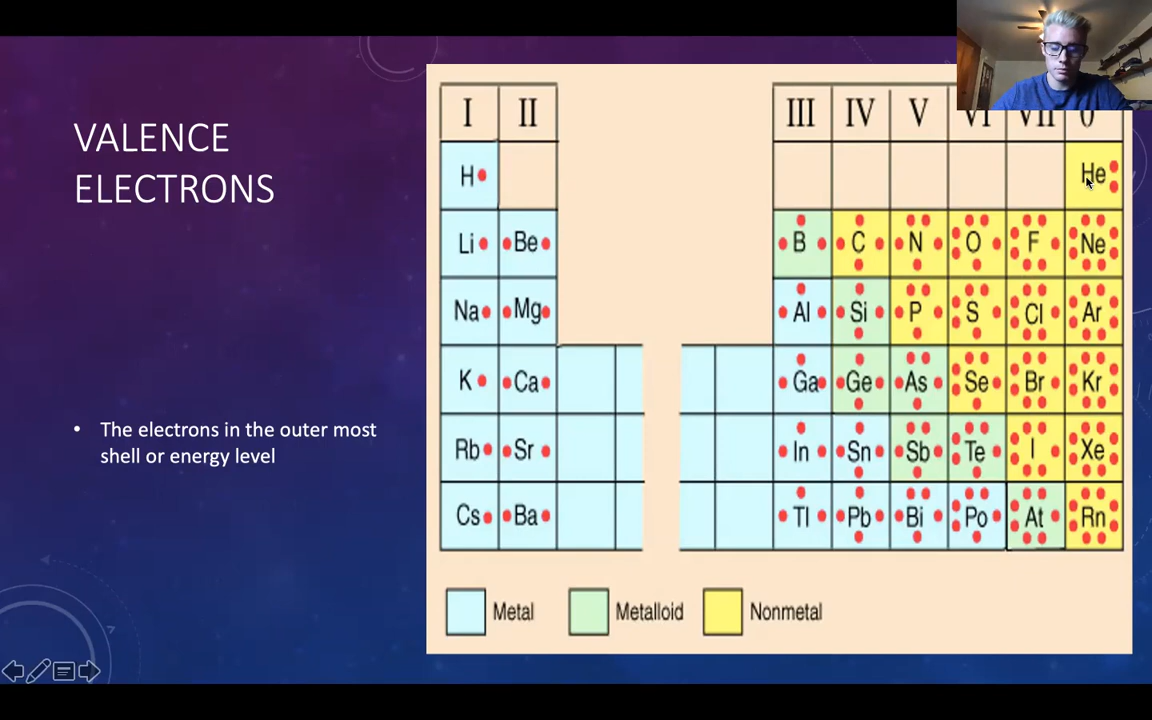 VALENCE
ELECTRONS
• The electrons in the outer most
shell or energy level
I II III IV V VI VII 0
H He
Li Be B C N O F Ne
Na Mg Al Si P S Cl Ar
K Ca Ga Ge As Se Br Kr
Rb Sr In Sn Sb Te I Xe
Cs Ba Tl Pb Bi Po At Rn
Metal Metalloid Nonmetal